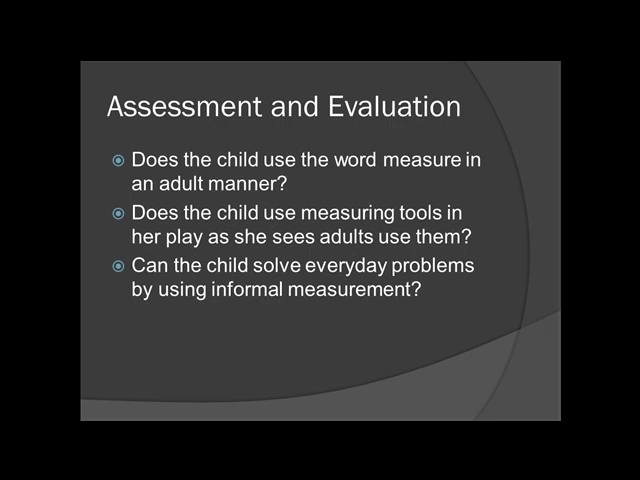 Assessment and Evaluation
Does the child use the word measure in
an adult manner?
Does the child use measuring tools in
her play as she sees adults use them?
Can the child solve everyday problems
by using informal measurement?